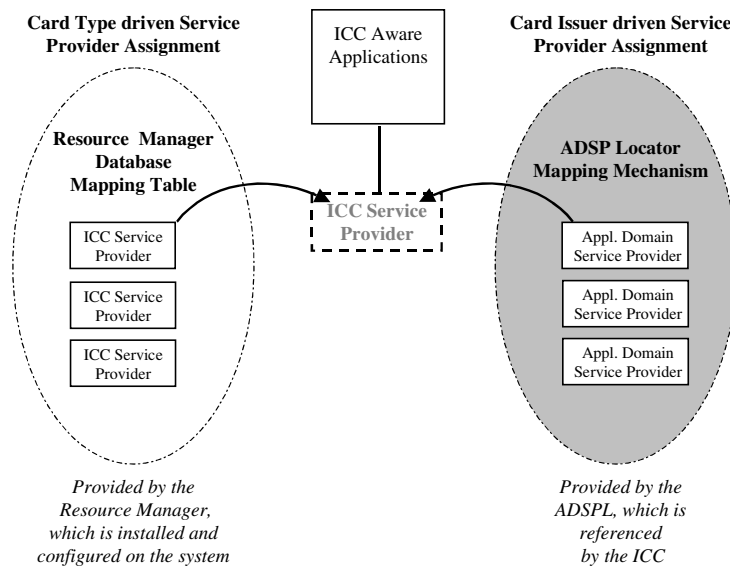 Card Type driven Service
Provider Assignment
ICC Aware
Applications
Card Issuer driven Service
Provider Assignment
Resource Manager
Database
Mapping Table
ADSP Locator
Mapping Mechanism
ICC Service
Provider
ICC Service
Provider
ICC Service
Provider
ICC Service
Provider
Appl. Domain
Service Provider
Appl. Domain
Service Provider
Appl. Domain
Service Provider
Provided by the
Resource Manager,
which is installed and
configured on the system
Provided by the
ADSPL, which is
referenced
by the ICC